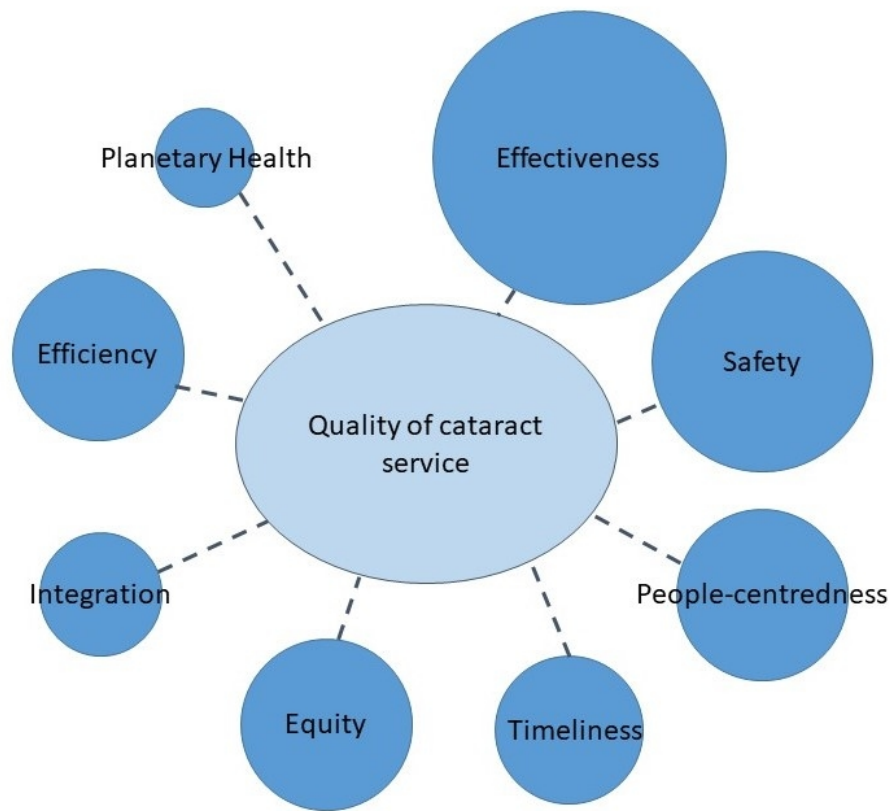 Effectiveness
Planetary Health
Efficiency
Safety
Quality of cataract
service
Integration
People-centredness
Equity
Timeliness